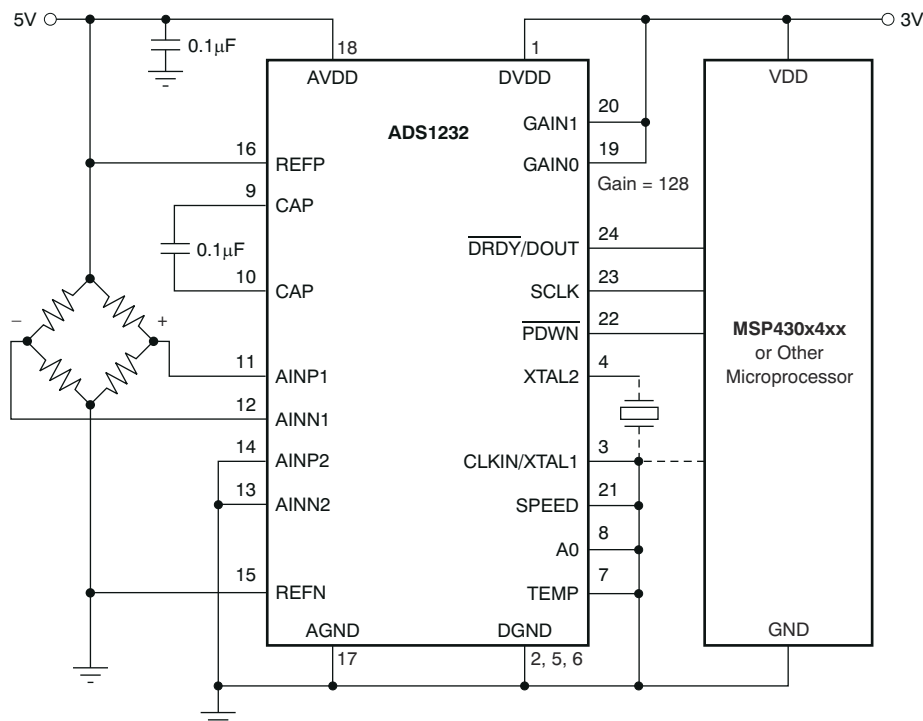 5V
3V
0.1μF
18
1
AVDD
DVDD
VDD
ADS1232
20
GAIN1
19
GAIN0
Gain = 128
16
REFP
9
CAP
0.1μF
10
CAP
24
DRDY/DOUT
23
SCLK
22
PDWN
MSP430x4xx
or Other
Microprocessor
− +
11
AINP1
4
XTAL2
12
AINN1
14
AINP2
3
CLKIN/XTAL1
13
AINN2
21
SPEED
8
A0
15
REFN
7
TEMP
AGND
DGND
GND
17
2, 5, 6